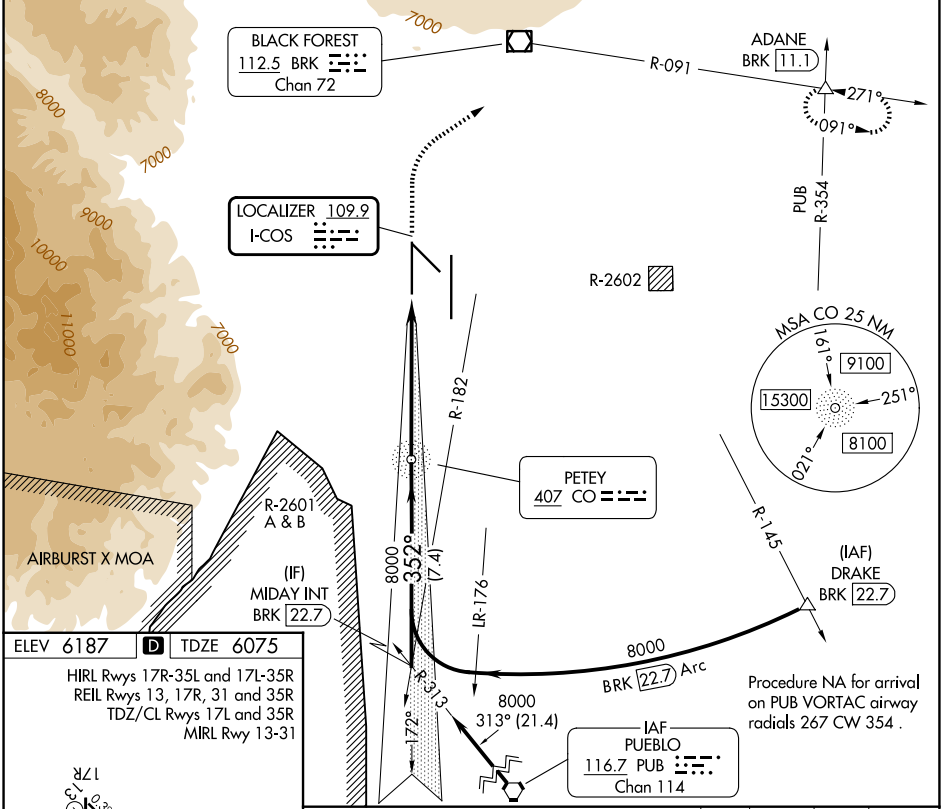 7000
BLACK FOREST
112.5 BRK
Chan 72
ADANE
BRK 11.1
R-091
271°
091°
8000
7000
PUB
R-354
LOCALIZER 109.9
I-COS
9000
10000
11000
7000
R-2602
MSA CO 25 NM
161°
9100
15300
251°
8100
021°
R-182
PETEY
407 CO
R-2601
A & B
AIRBURST X MOA
8000
352°
(7.4)
R-145
(IF)
MIDAY INT
BRK 22.7
(IAF)
DRAKE
BRK 22.7
LR-176
8000
BRK 22.7 Arc
R-313
8000
313° (21.4)
172°
Procedure NA for arrival
on PUB VORTAC airway
radials 267 CW 354 .
IAF
PUEBLO
116.7 PUB
Chan 114
ELEV 6187 D TDZE 6075
HIRL Rwys 17R-35L and 17L-35R
REIL Rwys 13, 17R, 31 and 35R
TDZ/CL Rwys 17L and 35R
MIRL Rwy 13-31
17R
13